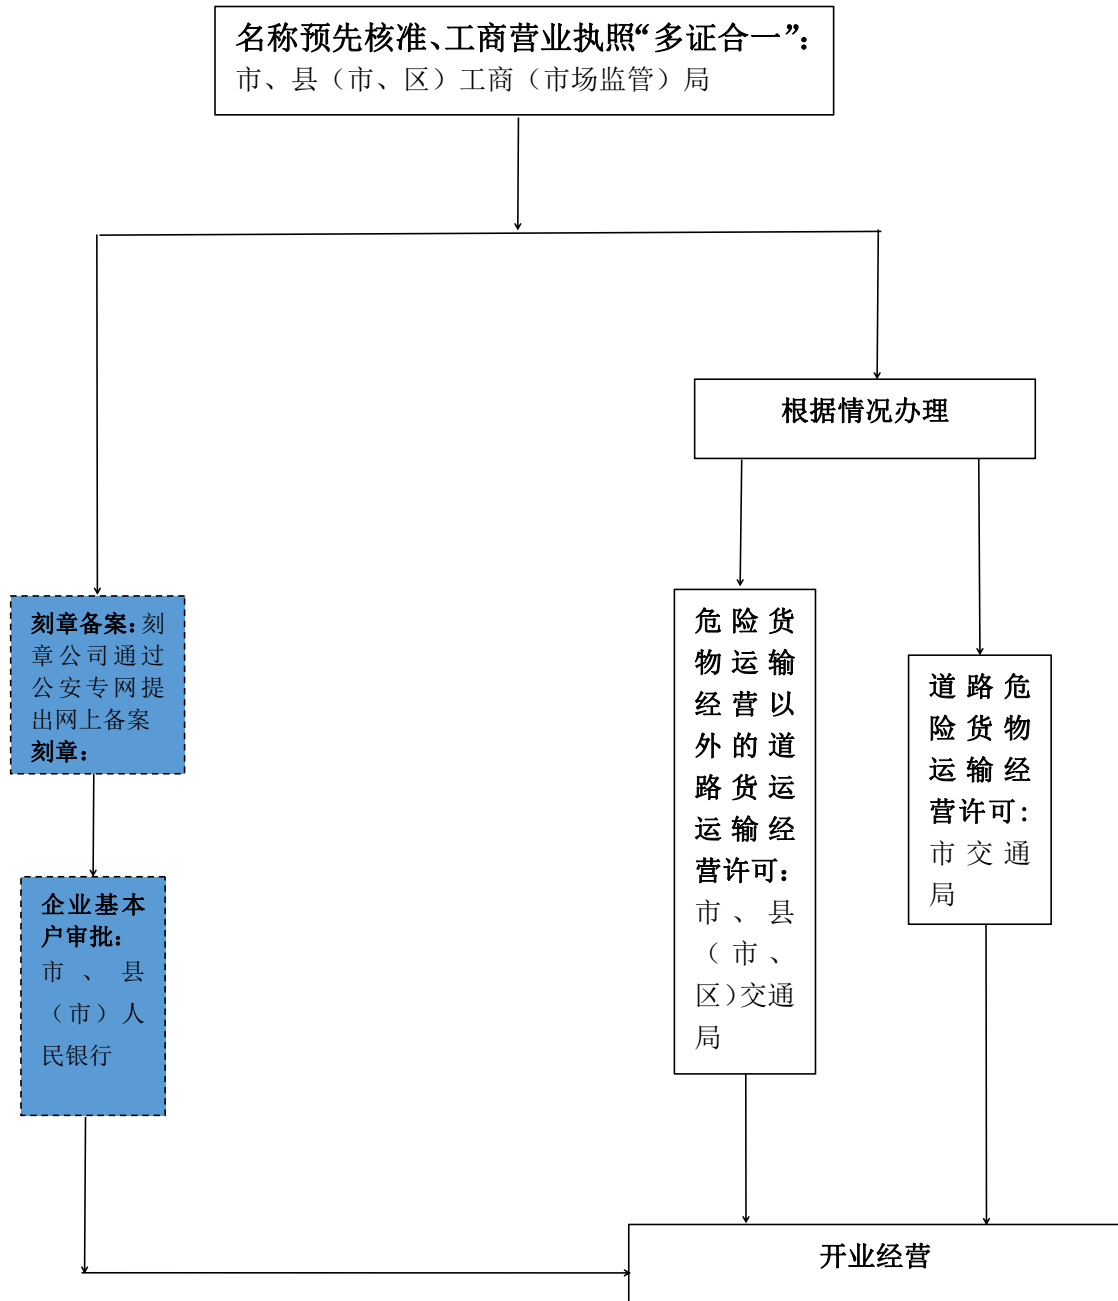 名称预先核准、工商营业执照“多证合一”：
市、县（市、区）工商（市场监管）局
根据情况办理
刻章备案：刻
章公司通过
公安专网提
出网上备案
刻章：
企业基本
户审批：
市、县
（市）人
民银行
危险货
物运输
经营以
外的道
路货运
运输经
营许可：
市、县
（市、
区）交通
局
道路危
险货物
运输经
营许可：
市交通
局
开业经营